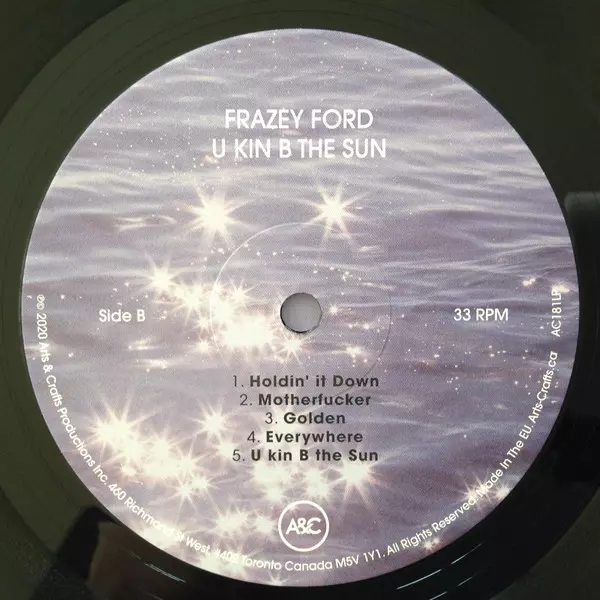 FRAZEY FORD
U KIN B THE SUN
Side B
33 RPM
1. Holdin' it Down
2. Motherfucker
3. Golden
4. Everywhere
5. U kin B the Sun
A&C
AC181LP
℗© 2020 Arts & Crafts Productions Inc. 460 Richmond St West, #402 Toronto Canada M5V 1Y1. All Rights Reserved. Made In The EU. Arts-Crafts.ca